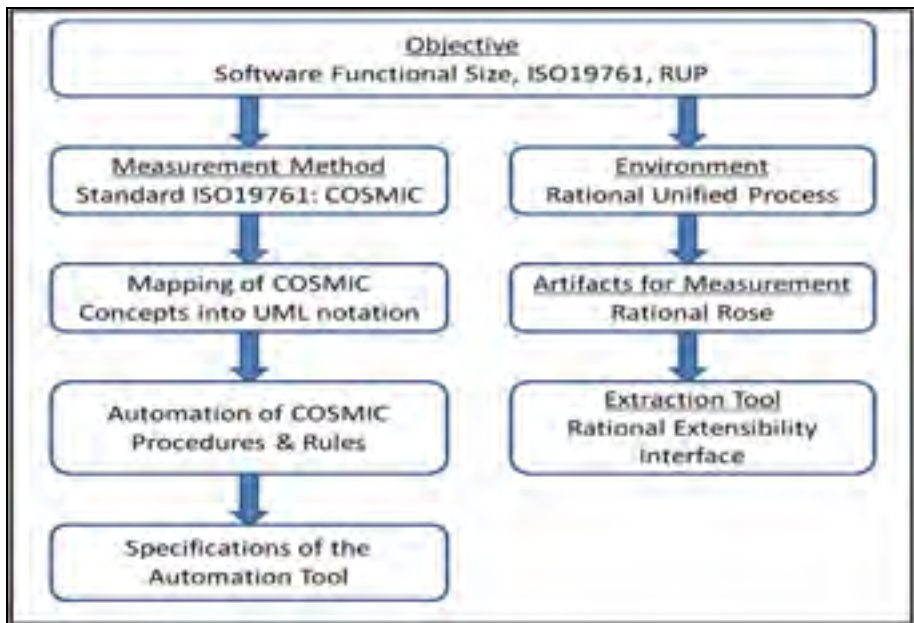 Objective
Software Functional Size, ISO19761, RUP
Measurement Method
Standard ISO19761: COSMIC
Mapping of COSMIC
Concepts into UML notation
Automation of COSMIC
Procedures & Rules
Specifications of the
Automation Tool
Environment
Rational Unified Process
Artifacts for Measurement
Rational Rose
Extraction Tool
Rational Extensibility
Interface